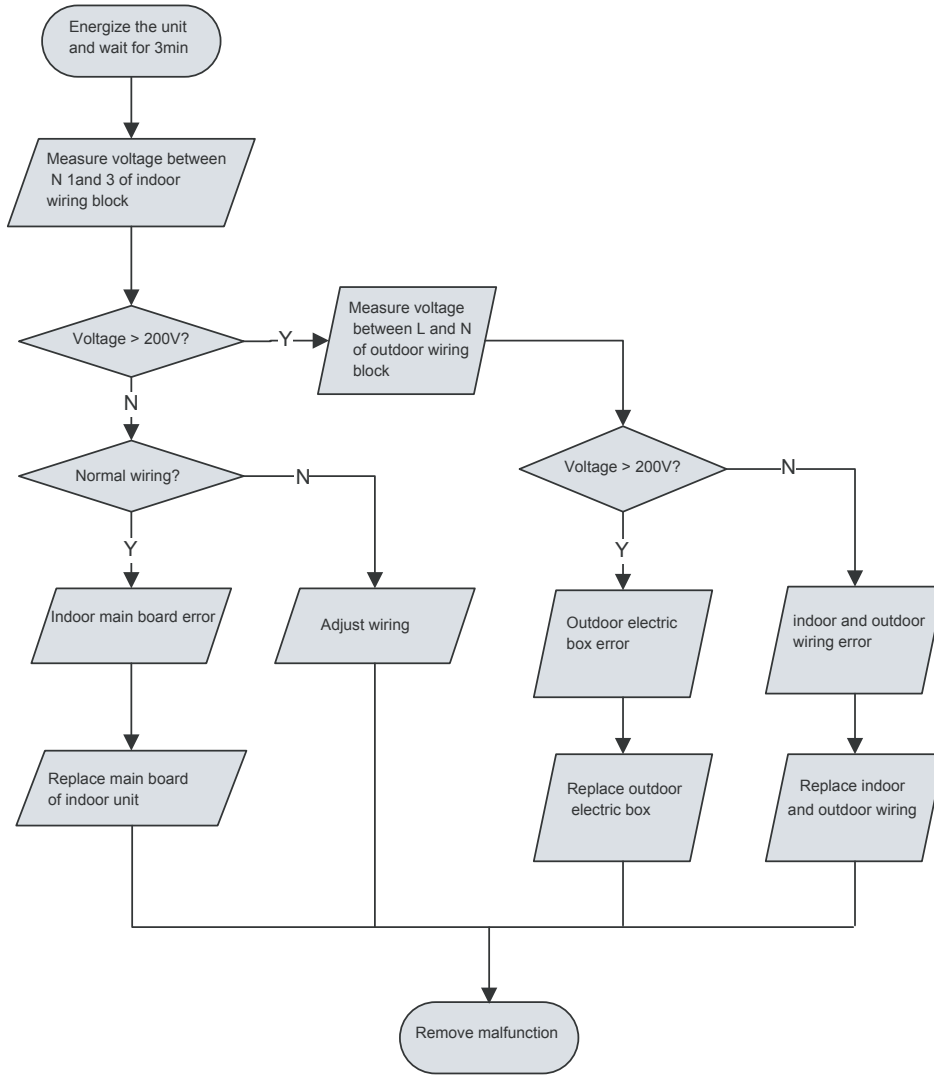 Energize the unit
and wait for 3min
Measure voltage between
N 1and 3 of indoor
wiring block
Voltage > 200V?
Y
Measure voltage
between L and N
of outdoor wiring
block
N
Normal wiring?
N
Voltage > 200V?
N
Y
Y
Indoor main board error
Adjust wiring
Outdoor electric
box error
indoor and outdoor
wiring error
Replace main board
of indoor unit
Replace outdoor
electric box
Replace indoor
and outdoor wiring
Remove malfunction